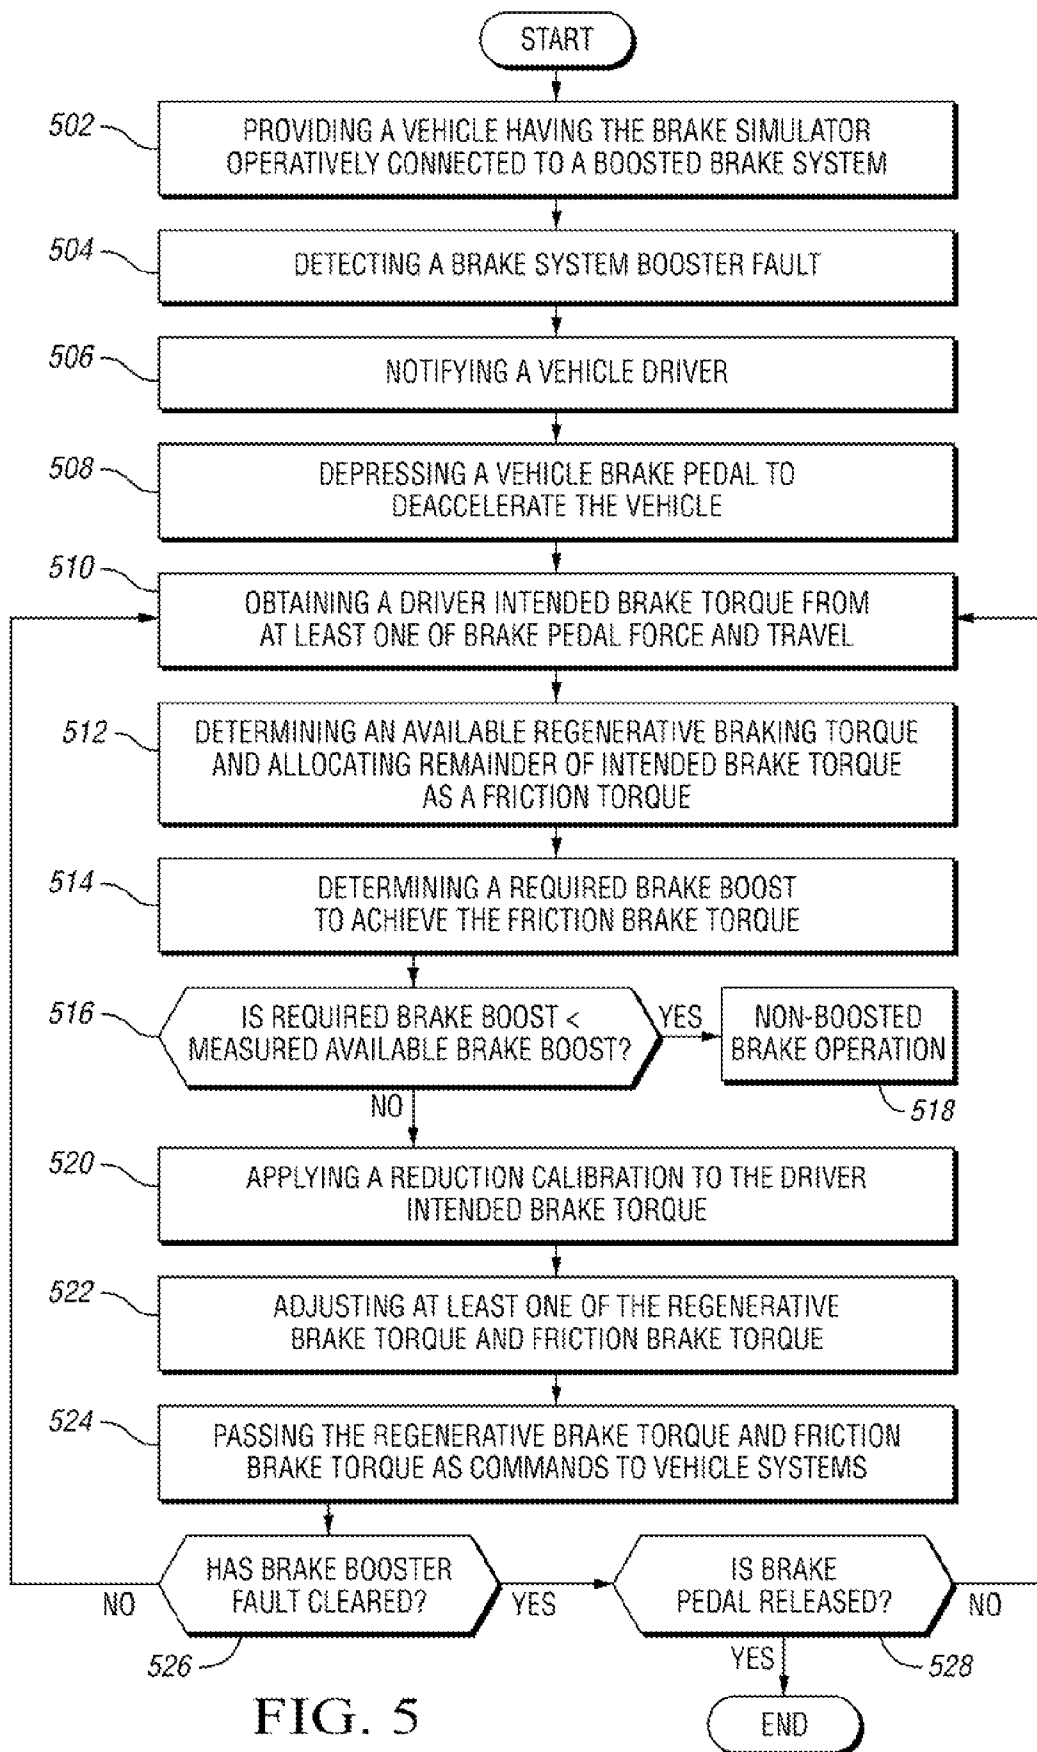 START
502
PROVIDING A VEHICLE HAVING THE BRAKE SIMULATOR
OPERATIVELY CONNECTED TO A BOOSTED BRAKE SYSTEM
504
DETECTING A BRAKE SYSTEM BOOSTER FAULT
506
NOTIFYING A VEHICLE DRIVER
508
DEPRESSING A VEHICLE BRAKE PEDAL TO
DEACCELERATE THE VEHICLE
510
OBTAINING A DRIVER INTENDED BRAKE TORQUE FROM
AT LEAST ONE OF BRAKE PEDAL FORCE AND TRAVEL
512
DETERMINING AN AVAILABLE REGENERATIVE BRAKING TORQUE
AND ALLOCATING REMAINDER OF INTENDED BRAKE TORQUE
AS A FRICTION TORQUE
514
DETERMINING A REQUIRED BRAKE BOOST
TO ACHIEVE THE FRICTION BRAKE TORQUE
516
IS REQUIRED BRAKE BOOST <
MEASURED AVAILABLE BRAKE BOOST?
YES
NON-BOOSTED
BRAKE OPERATION
518
NO
520
APPLYING A REDUCTION CALIBRATION TO THE DRIVER
INTENDED BRAKE TORQUE
522
ADJUSTING AT LEAST ONE OF THE REGENERATIVE
BRAKE TORQUE AND FRICTION BRAKE TORQUE
524
PASSING THE REGENERATIVE BRAKE TORQUE AND FRICTION
BRAKE TORQUE AS COMMANDS TO VEHICLE SYSTEMS
HAS BRAKE BOOSTER
FAULT CLEARED?
NO
YES
526
IS BRAKE
PEDAL RELEASED?
NO
YES
528
END
FIG. 5